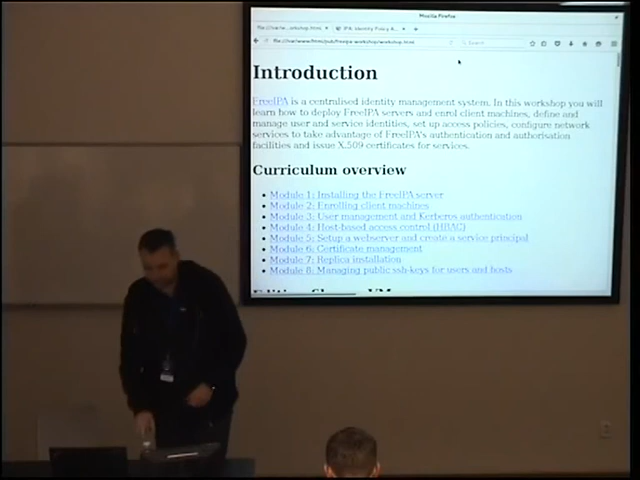 Mozilla Firefox
Search
Introduction
FreeIPA is a centralised identity management system. In this workshop you will
learn how to deploy FreeIPA servers and enrol client machines, define and
manage user and service identities, set up access policies, configure network
services to take advantage of FreeIPA's authentication and authorisation
facilities and issue X.509 certificates for services.
Curriculum overview
Module 1: Installing the FreeIPA server
Module 2: Enrolling client machines
Module 3: User management and Kerberos authentication
Module 4: Host-based access control (HBAC)
Module 5: Setup a webserver and create a service principal
Module 6: Certificate management
Module 7: Replica installation
Module 8: Managing public ssh-keys for users and hosts